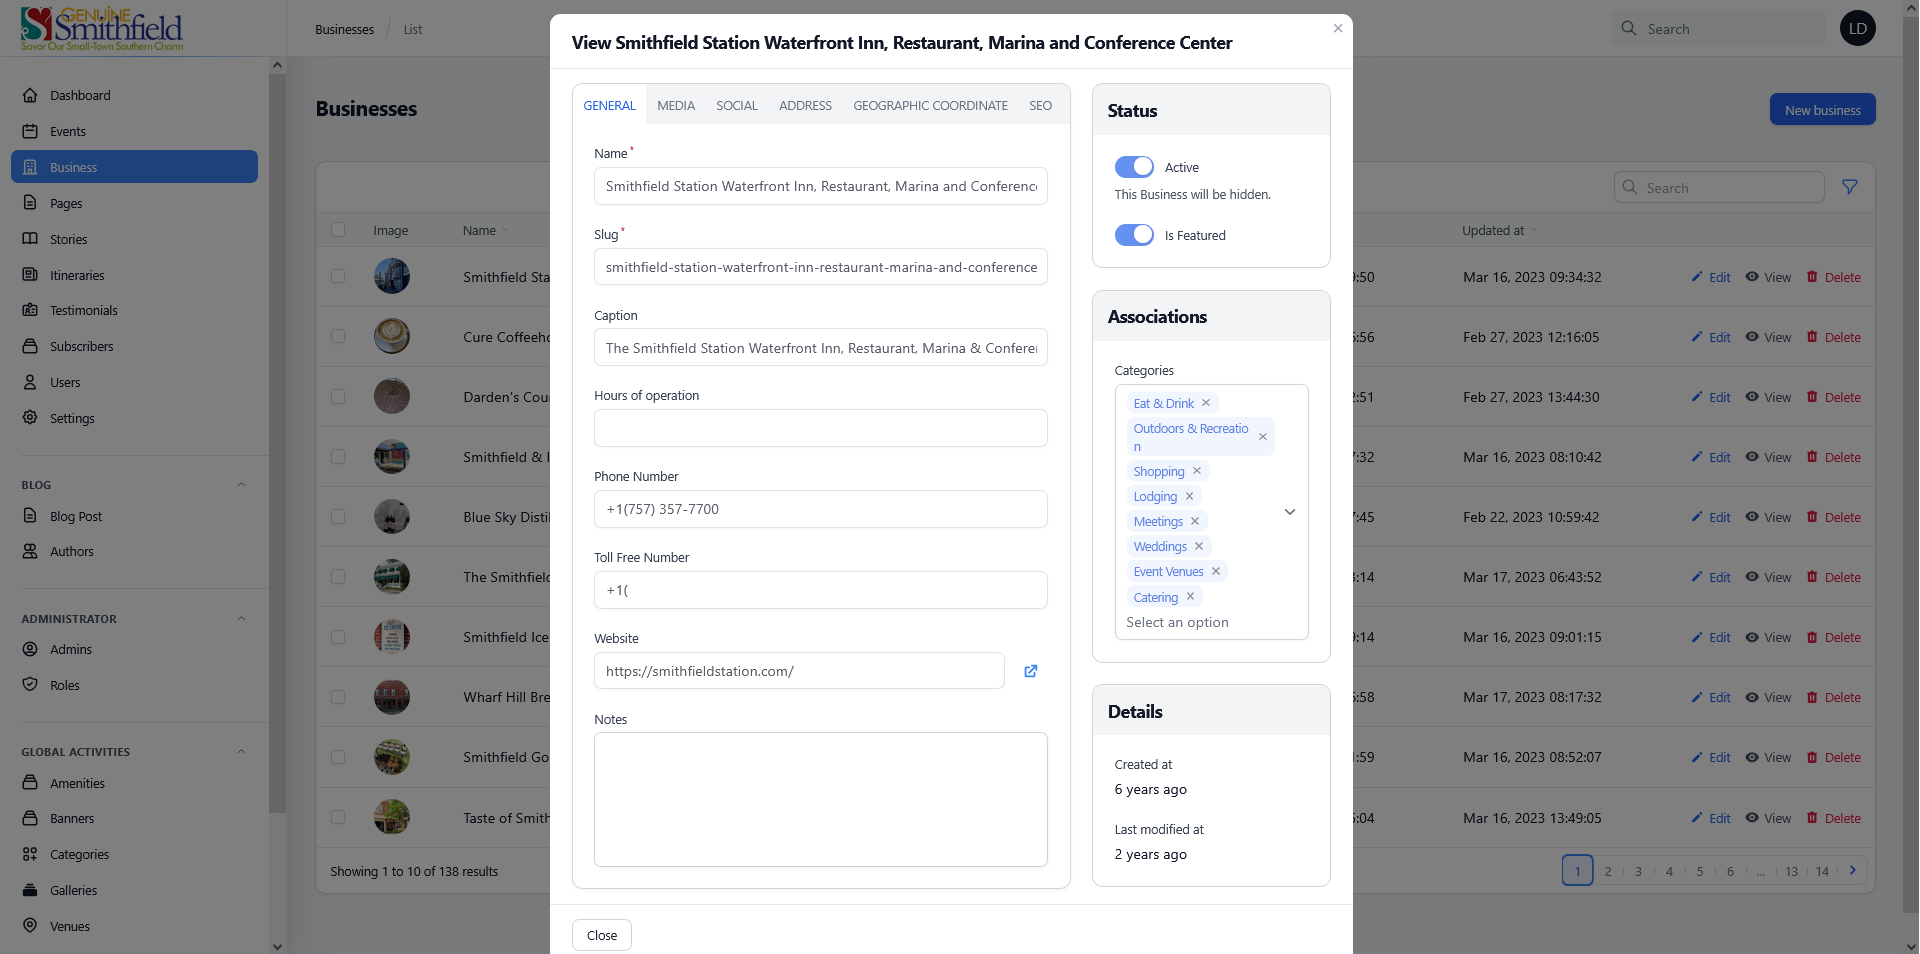 GENUINE
Smithfield
Savor Our Small-Town Southern Charm
Businesses
List
Search
LD
Dashboard
Events
Business
Pages
Stories
Itineraries
Testimonials
Subscribers
Users
Settings
BLOG
Blog Post
Authors
ADMINISTRATOR
Admins
Roles
GLOBAL ACTIVITIES
Amenities
Banners
Categories
Galleries
Venues
Businesses
New business
Search
Image
Name
Updated at
Smithfield Sta
9:50
Mar 16, 2023 09:34:32
Edit
View
Delete
Cure Coffeeho
6:56
Feb 27, 2023 12:16:05
Edit
View
Delete
Darden's Cou
2:51
Feb 27, 2023 13:44:30
Edit
View
Delete
Smithfield &
7:32
Mar 16, 2023 08:10:42
Edit
View
Delete
Blue Sky Distil
7:45
Feb 22, 2023 10:59:42
Edit
View
Delete
The Smithfield
:14
Mar 17, 2023 06:43:52
Edit
View
Delete
Smithfield Ice
9:14
Mar 16, 2023 09:01:15
Edit
View
Delete
Wharf Hill Bre
:58
Mar 17, 2023 08:17:32
Edit
View
Delete
Smithfield Go
:59
Mar 16, 2023 08:52:07
Edit
View
Delete
Taste of Smith
:04
Mar 16, 2023 13:49:05
Edit
View
Delete
Showing 1 to 10 of 138 results
1 2 3 4 5 6 ... 13 14
View Smithfield Station Waterfront Inn, Restaurant, Marina and Conference Center
GENERAL
MEDIA
SOCIAL
ADDRESS
GEOGRAPHIC COORDINATE
SEO
Name*
Smithfield Station Waterfront Inn, Restaurant, Marina and Conferenc
Slug*
smithfield-station-waterfront-inn-restaurant-marina-and-conference
Caption
The Smithfield Station Waterfront Inn, Restaurant, Marina & Conferen
Hours of operation
Phone Number
+1(757) 357-7700
Toll Free Number
+1(
Website
https://smithfieldstation.com/
Notes
Status
Active
This Business will be hidden.
Is Featured
Associations
Categories
Eat & Drink
Outdoors & Recreatio
n
Shopping
Lodging
Meetings
Weddings
Event Venues
Catering
Select an option
Details
Created at
6 years ago
Last modified at
2 years ago
Close